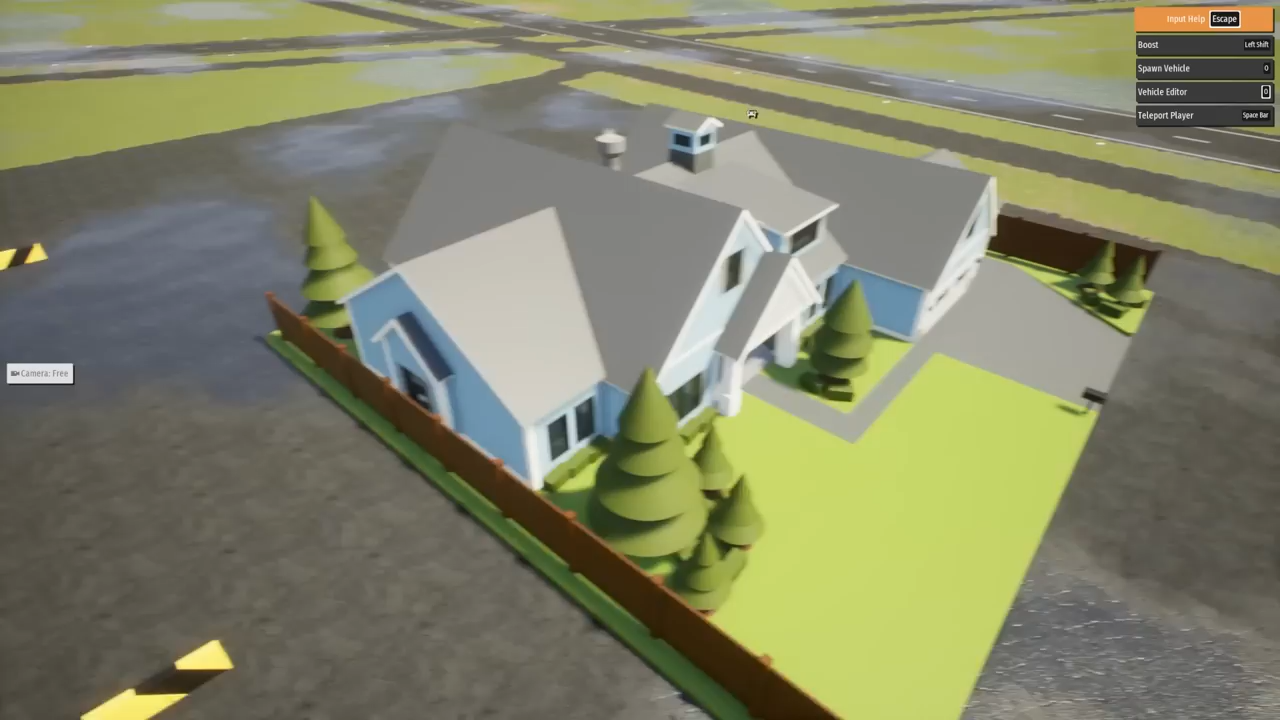 Input Help Escape
Boost Left Shift
Spawn Vehicle 0
Vehicle Editor 0
Teleport Player Space Bar
Camera: Free